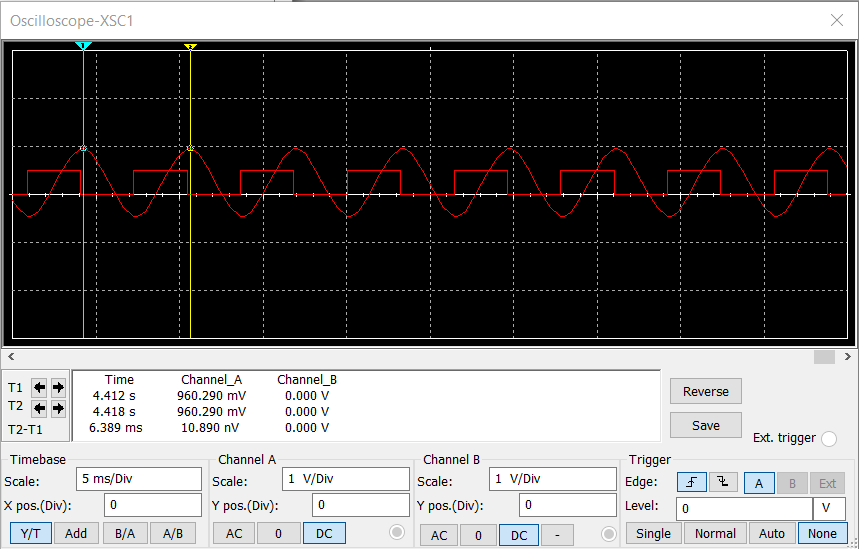 Oscilloscope-XSC1
1 2
Time Channel_A Channel_B
T1 4.412 s 960.290 mV 0.000 V
T2 4.418 s 960.290 mV 0.000 V
T2-T1 6.389 ms 10.890 nV 0.000 V
Reverse
Save
Ext. trigger
Timebase Channel A Channel B Trigger
Scale: 5 ms/Div Scale: 1 V/Div Scale: 1 V/Div Edge: A B Ext
X pos.(Div): 0 Y pos.(Div): 0 Y pos.(Div): 0 Level: 0 V
Y/T Add B/A A/B AC 0 DC AC 0 DC - Single Normal Auto None